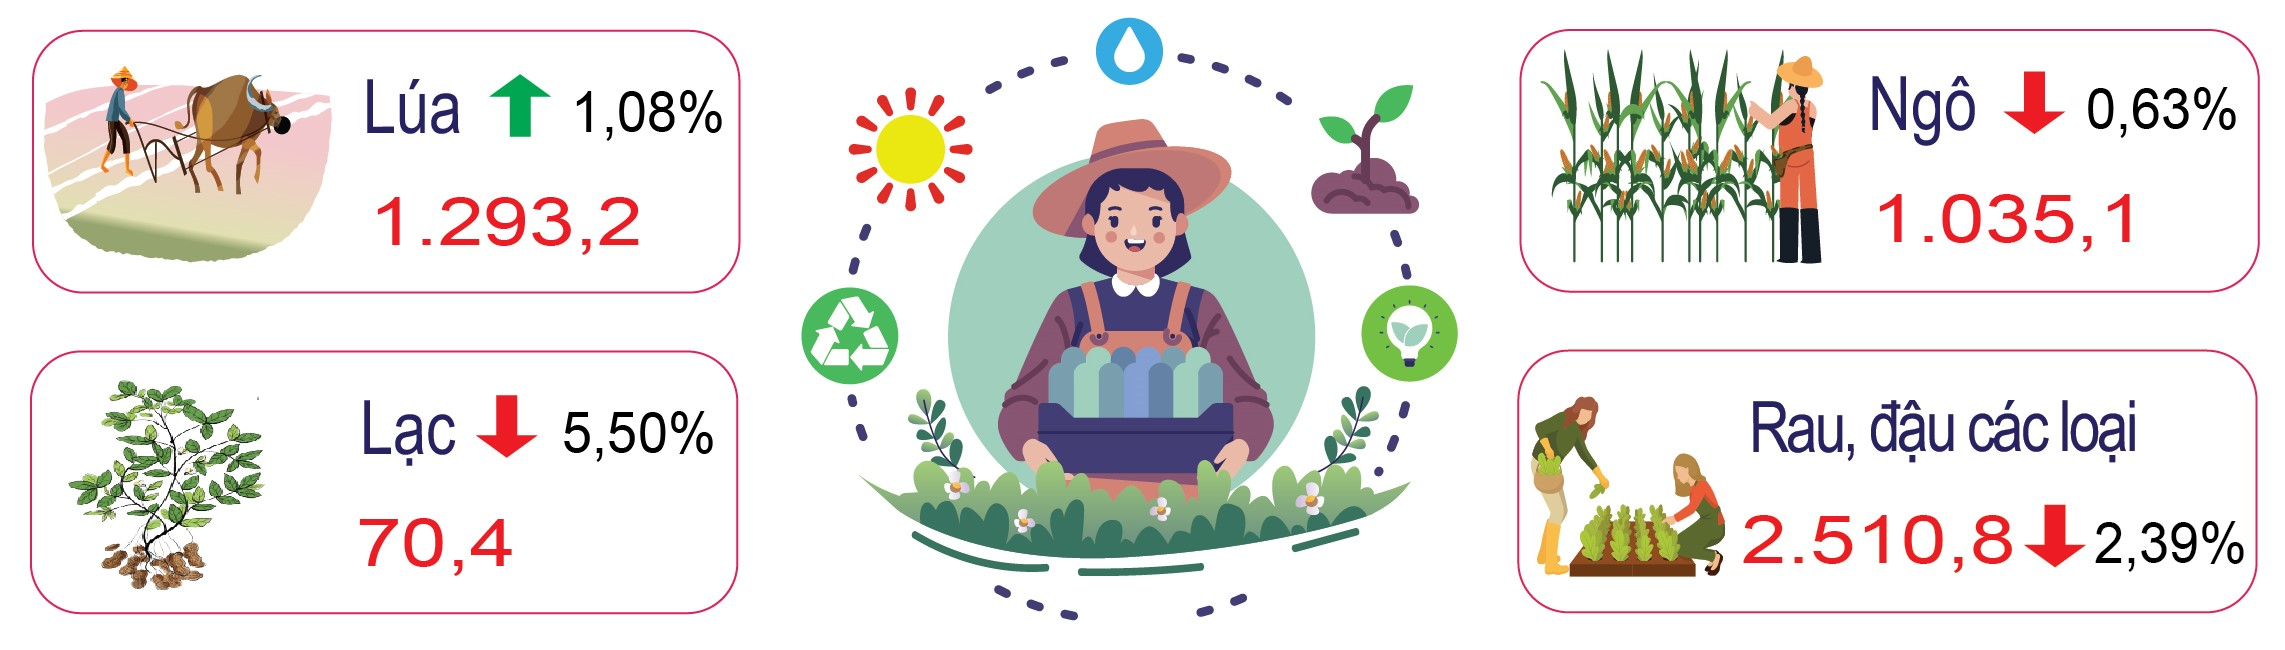 Lúa 1,08%
1.293,2
Ngô 0,63%
1.035,1
Lạc 5,50%
70,4
Rau, đậu các loại
2.510,8 2,39%